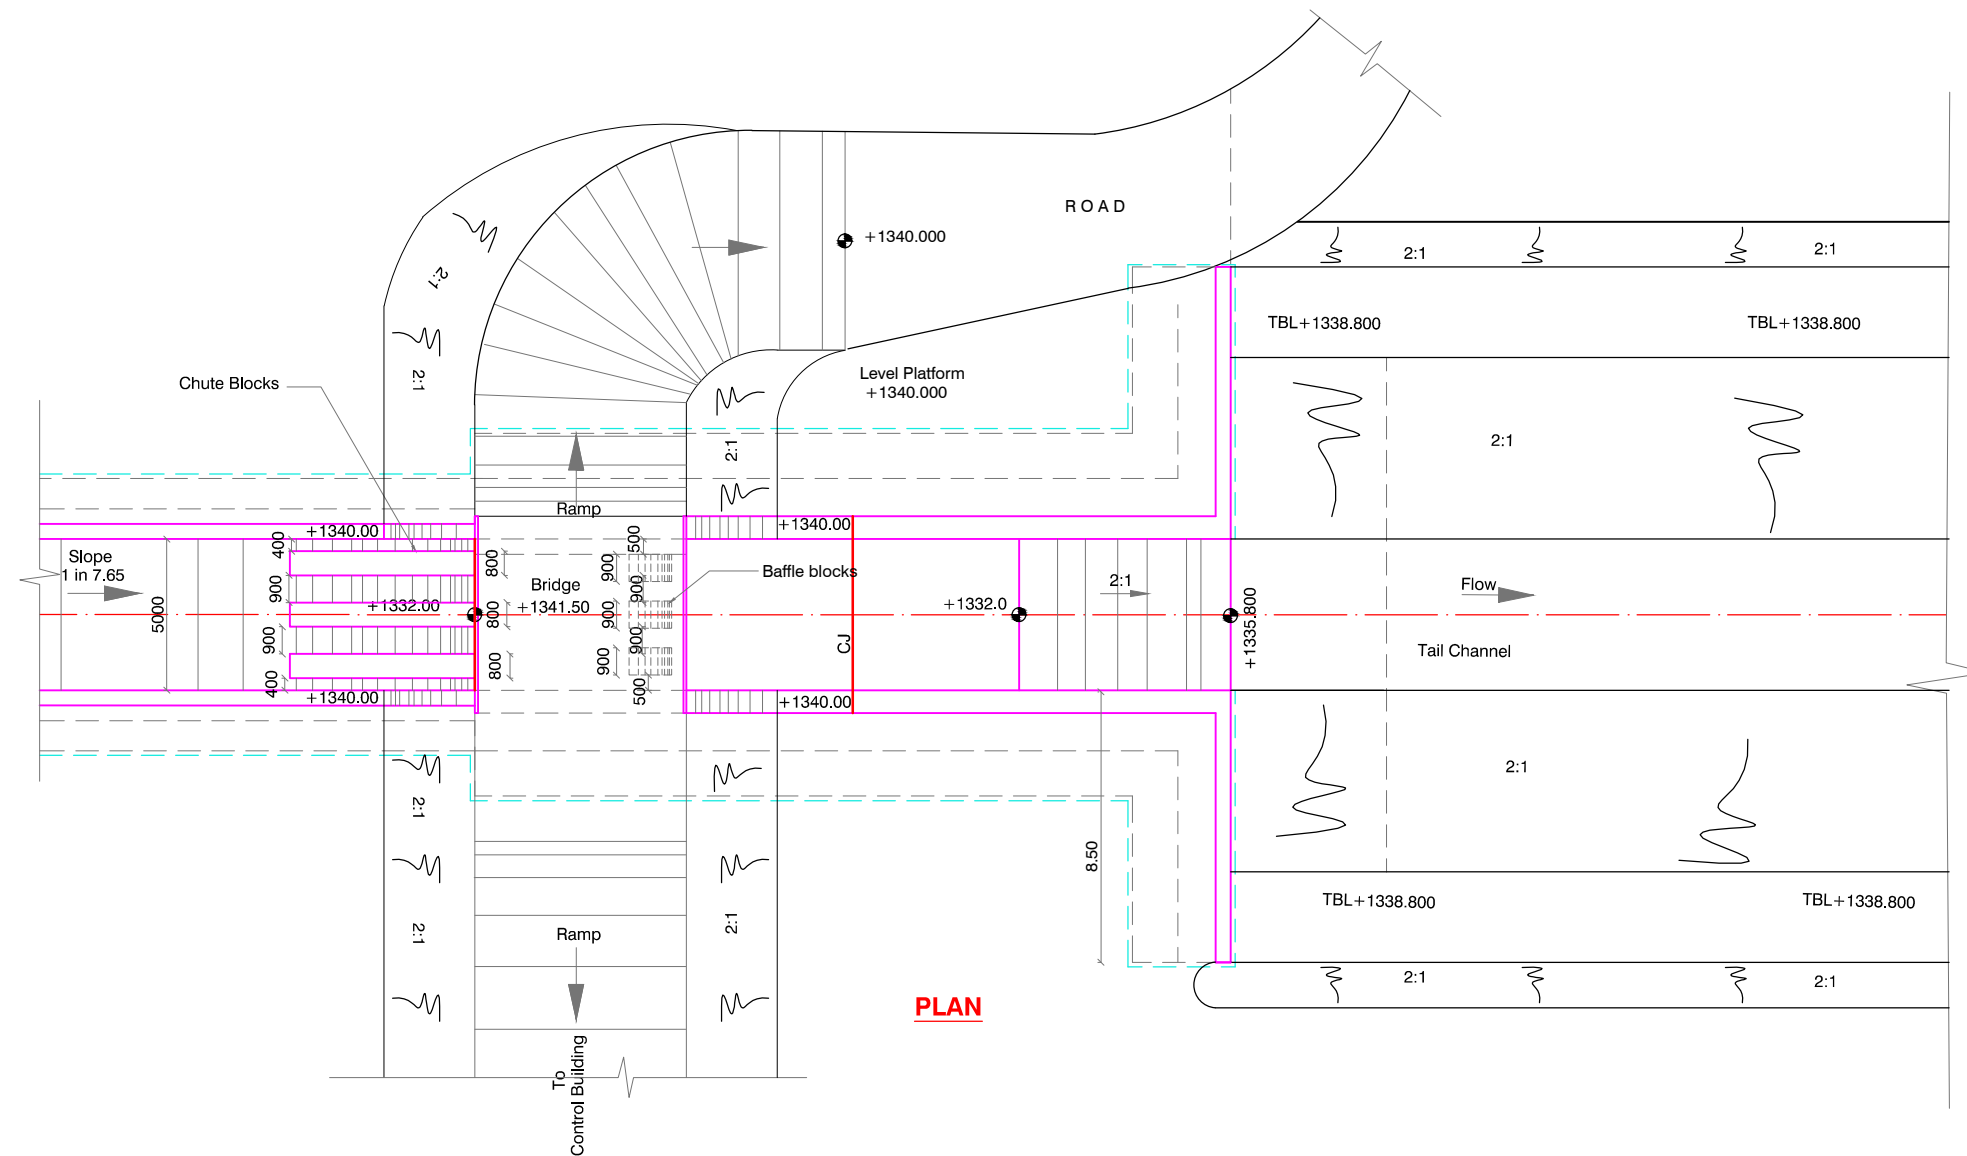 ROAD
+1340.000
2:1
2:1
2:1
TBL+1338.800
TBL+1338.800
2:1
2:1
Chute Blocks
Level Platform
+1340.000
2:1
2:1
Ramp
+1340.00
+1340.00
Slope
1 in 7.65
5000
400
900
900
400
+1332.00
800
800
800
Bridge
+1341.50
500
900
900
900
900
900
500
Baffle blocks
CJ
+1332.0
2:1
+1335.800
Flow
Tail Channel
+1340.00
+1340.00
2:1
2:1
8.50
2:1
2:1
TBL+1338.800
TBL+1338.800
Ramp
2:1
2:1
PLAN
To
Control Building